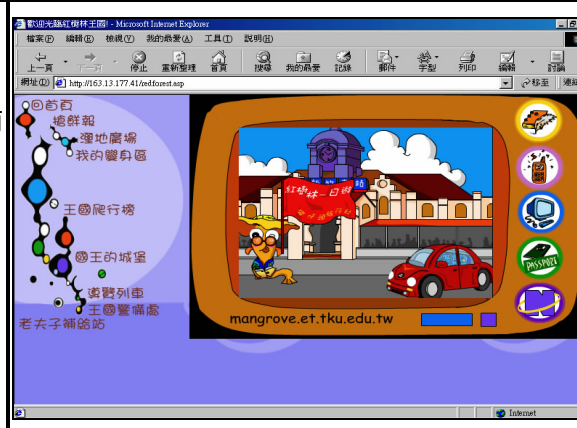 歡迎光臨紅樹林王國! - Microsoft Internet Explorer
檔案(F) 編輯(E) 檢視(V) 我的最愛(A) 工具(T) 說明(H)
上一頁 下一頁 停止 重新整理 首頁 搜尋 我的最愛 記錄 郵件 字型 列印 編輯 討論
網址(D) http://163.13.177.41/redforest.asp 移至 連結
回首頁
搶鮮報
溼地廣場
我的變身區
王國爬行榜
國王的城堡
導覽列車
王國警備處
老夫子補給站
紅樹林一日遊
PASSPORT
mangrove.et.tku.edu.tw
Internet